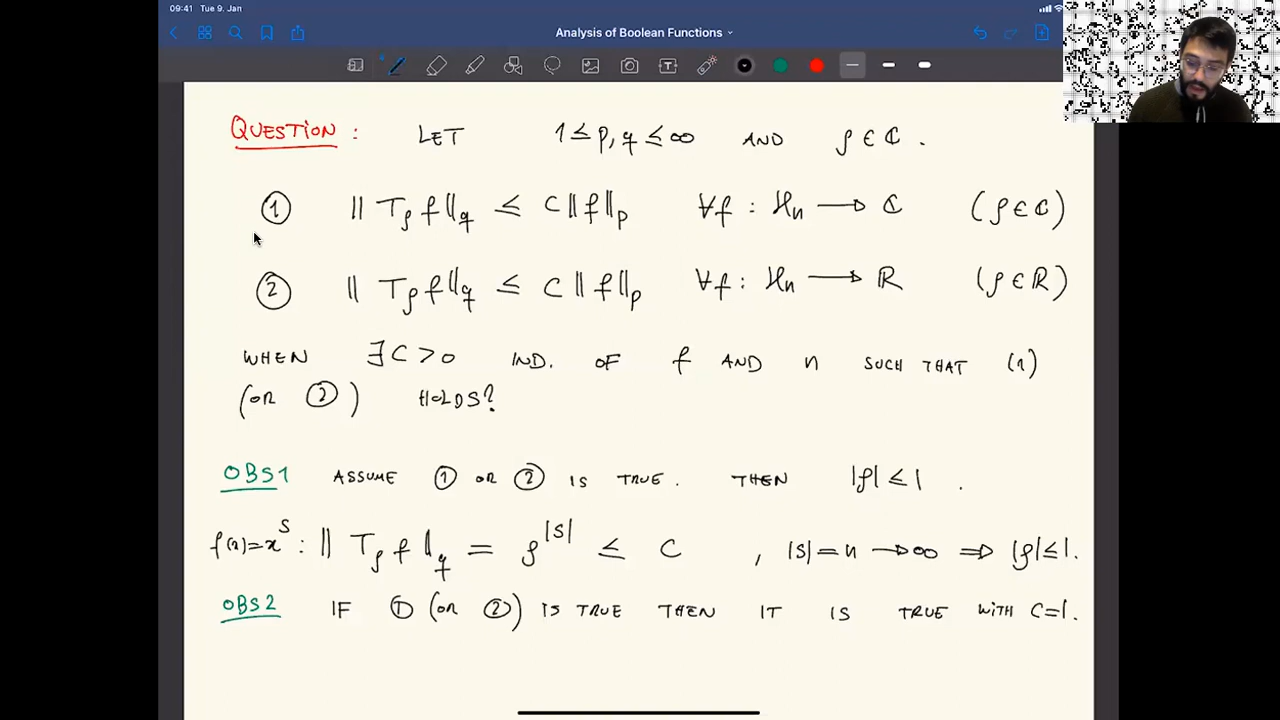 09:41 Tue 9. Jan
Analysis of Boolean Functions
QUESTION : LET 1 ≤ p, q ≤ ∞ AND ρ ∈ ℂ .
① ‖ T_ρ f ‖_q ≤ C ‖ f ‖_p ∀f : H_n ⟶ ℂ (ρ ∈ ℂ)
② ‖ T_ρ f ‖_q ≤ C ‖ f ‖_p ∀f : H_n ⟶ ℝ (ρ ∈ ℝ)
WHEN ∃ C > 0 IND. OF f AND n SUCH THAT (1)
(OR ②) HOLDS?
OBS1 ASSUME ① OR ② IS TRUE. THEN |ρ| ≤ 1 .
f(x) = x^S : ‖ T_ρ f ‖_q = ρ^|S| ≤ C , |S| = n → ∞ ⟹ |ρ| ≤ 1.
OBS2 IF ① (OR ②) IS TRUE THEN IT IS TRUE WITH C=1.